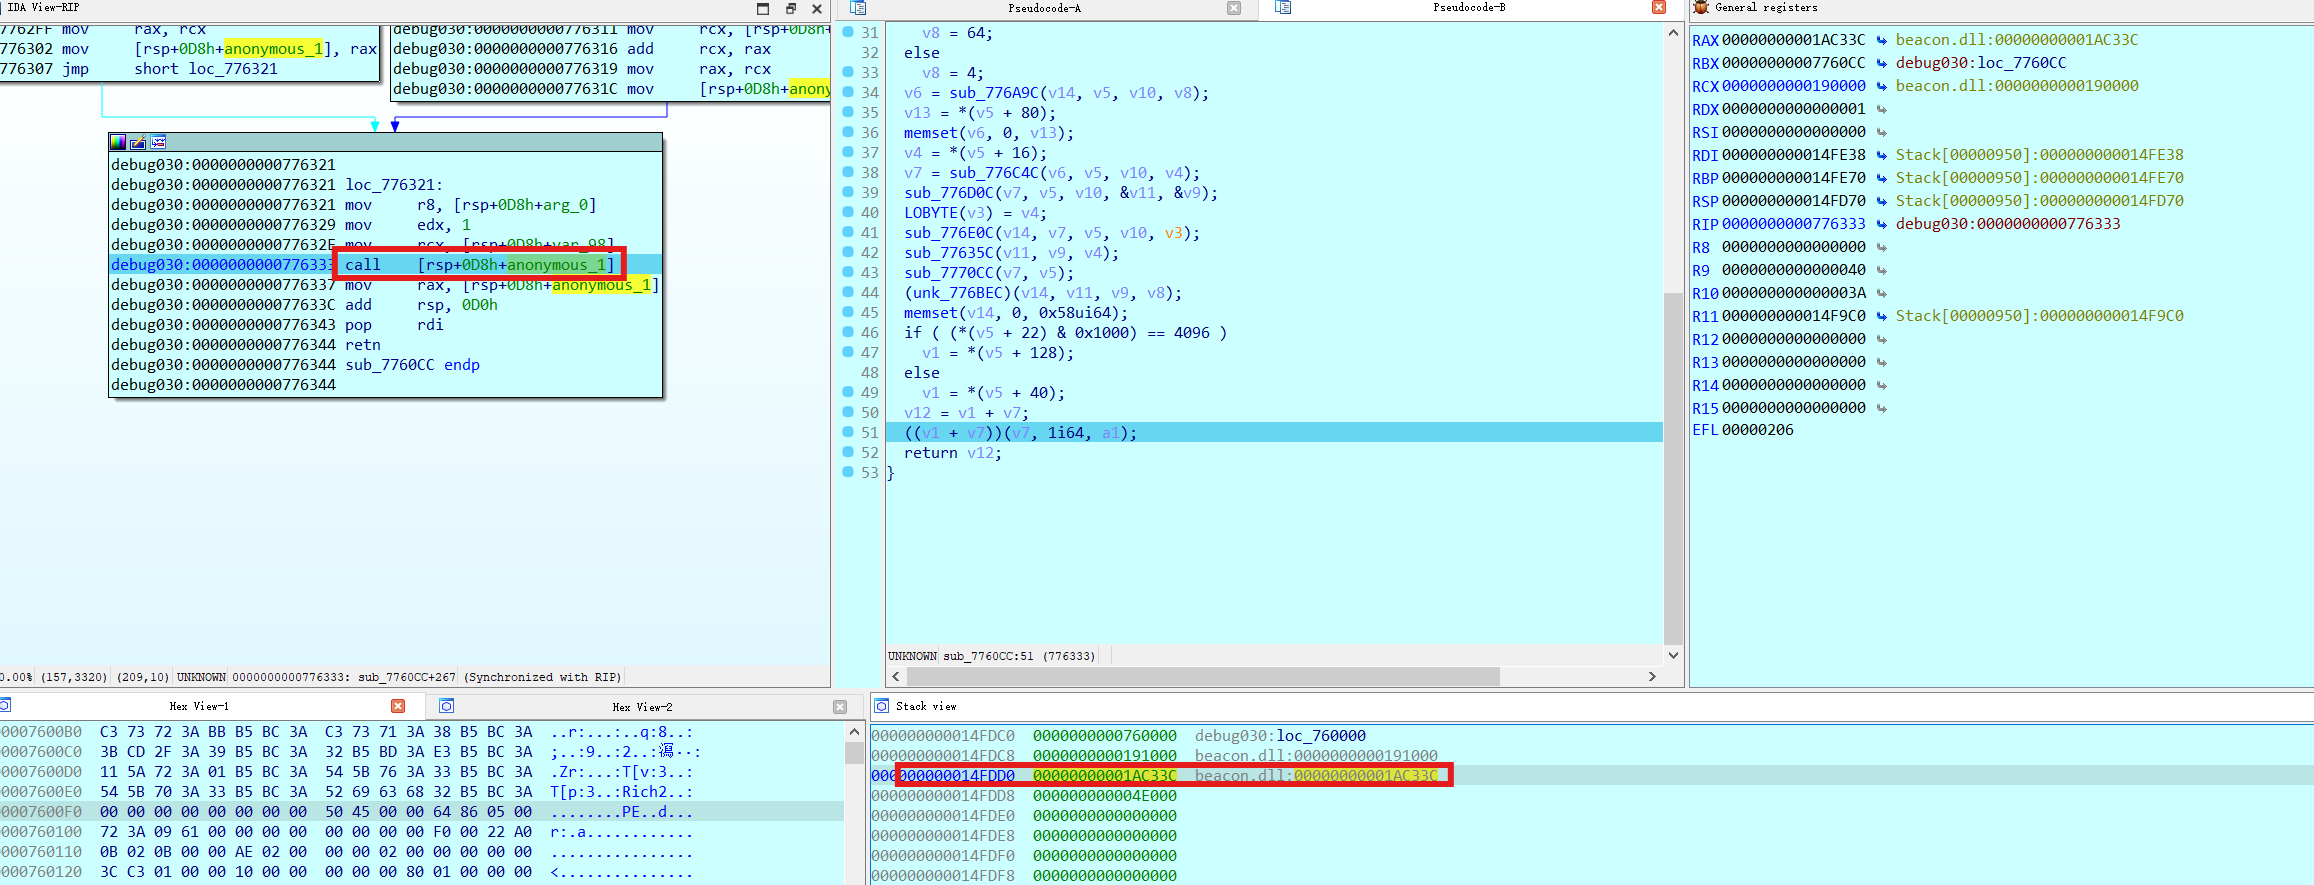 IDA View-RIP
7762FF mov rax, rcx
776302 mov [rsp+0D8h+anonymous_1], rax
776307 jmp short loc_776321
debug030:0000000000776311 mov rcx, [rsp+0D8h+
debug030:0000000000776316 add rcx, rax
debug030:0000000000776319 mov rax, rcx
debug030:000000000077631C mov [rsp+0D8h+anony
debug030:0000000000776321
debug030:0000000000776321 loc_776321:
debug030:0000000000776321 mov r8, [rsp+0D8h+arg_0]
debug030:0000000000776329 mov edx, 1
debug030:000000000077632E mov rcx, [rsp+0D8h+var_98]
debug030:0000000000776333 call [rsp+0D8h+anonymous_1]
debug030:0000000000776337 mov rax, [rsp+0D8h+anonymous_1]
debug030:000000000077633C add rsp, 0D0h
debug030:0000000000776343 pop rdi
debug030:0000000000776344 retn
debug030:0000000000776344 sub_7760CC endp
debug030:0000000000776344
0.00% (157,3320) (209,10) UNKNOWN 0000000000776333: sub_7760CC+267 (Synchronized with RIP)
Pseudocode-A
Pseudocode-B
31 v8 = 64;
32 else
33 v8 = 4;
34 v6 = sub_776A9C(v14, v5, v10, v8);
35 v13 = *(v5 + 80);
36 memset(v6, 0, v13);
37 v4 = *(v5 + 16);
38 v7 = sub_776C4C(v6, v5, v10, v4);
39 sub_776D0C(v7, v5, v10, &v11, &v9);
40 LOBYTE(v3) = v4;
41 sub_776E0C(v14, v7, v5, v10, v3);
42 sub_77635C(v11, v9, v4);
43 sub_7770CC(v7, v5);
44 (unk_776BEC)(v14, v11, v9, v8);
45 memset(v14, 0, 0x58ui64);
46 if ( (*(v5 + 22) & 0x1000) == 4096 )
47 v1 = *(v5 + 128);
48 else
49 v1 = *(v5 + 40);
50 v12 = v1 + v7;
51 ((v1 + v7))(v7, 1i64, a1);
52 return v12;
53 }
UNKNOWN sub_7760CC:51 (776333)
General registers
RAX 00000000001AC33C beacon.dll:00000000001AC33C
RBX 00000000007760CC debug030:loc_7760CC
RCX 0000000000190000 beacon.dll:0000000000190000
RDX 0000000000000001
RSI 0000000000000000
RDI 000000000014FE38 Stack[00000950]:000000000014FE38
RBP 000000000014FE70 Stack[00000950]:000000000014FE70
RSP 000000000014FD70 Stack[00000950]:000000000014FD70
RIP 0000000000776333 debug030:0000000000776333
R8 0000000000000000
R9 0000000000000040
R10 000000000000003A
R11 000000000014F9C0 Stack[00000950]:000000000014F9C0
R12 0000000000000000
R13 0000000000000000
R14 0000000000000000
R15 0000000000000000
EFL 00000206
Hex View-1
Hex View-2
00007600B0 C3 73 72 3A BB B5 BC 3A C3 73 71 3A 38 B5 BC 3A ..r:...:..q:8..:
00007600C0 3B CD 2F 3A 39 B5 BC 3A 32 B5 BD 3A E3 B5 BC 3A
00007600D0 11 5A 72 3A 01 B5 BC 3A 54 5B 76 3A 33 B5 BC 3A .Zr:...:T[v:3..:
00007600E0 54 5B 70 3A 33 B5 BC 3A 52 69 63 68 32 B5 BC 3A T[p:3..:Rich2..:
00007600F0 00 00 00 00 00 00 00 00 50 45 00 00 64 86 05 00 ........PE..d...
0000760100 72 3A 09 61 00 00 00 00 00 00 00 00 F0 00 22 A0 r:.a............
0000760110 0B 02 0B 00 00 AE 02 00 00 00 02 00 00 00 00 00 ................
0000760120 3C C3 01 00 00 10 00 00 00 00 00 80 01 00 00 00 <...............
Stack view
000000000014FDC0 0000000000760000 debug030:loc_760000
000000000014FDC8 0000000000191000 beacon.dll:0000000000191000
000000000014FDD0 00000000001AC33C beacon.dll:00000000001AC33C
000000000014FDD8 000000000004E000
000000000014FDE0 0000000000000000
000000000014FDE8 0000000000000000
000000000014FDF0 0000000000000000
000000000014FDF8 0000000000000000